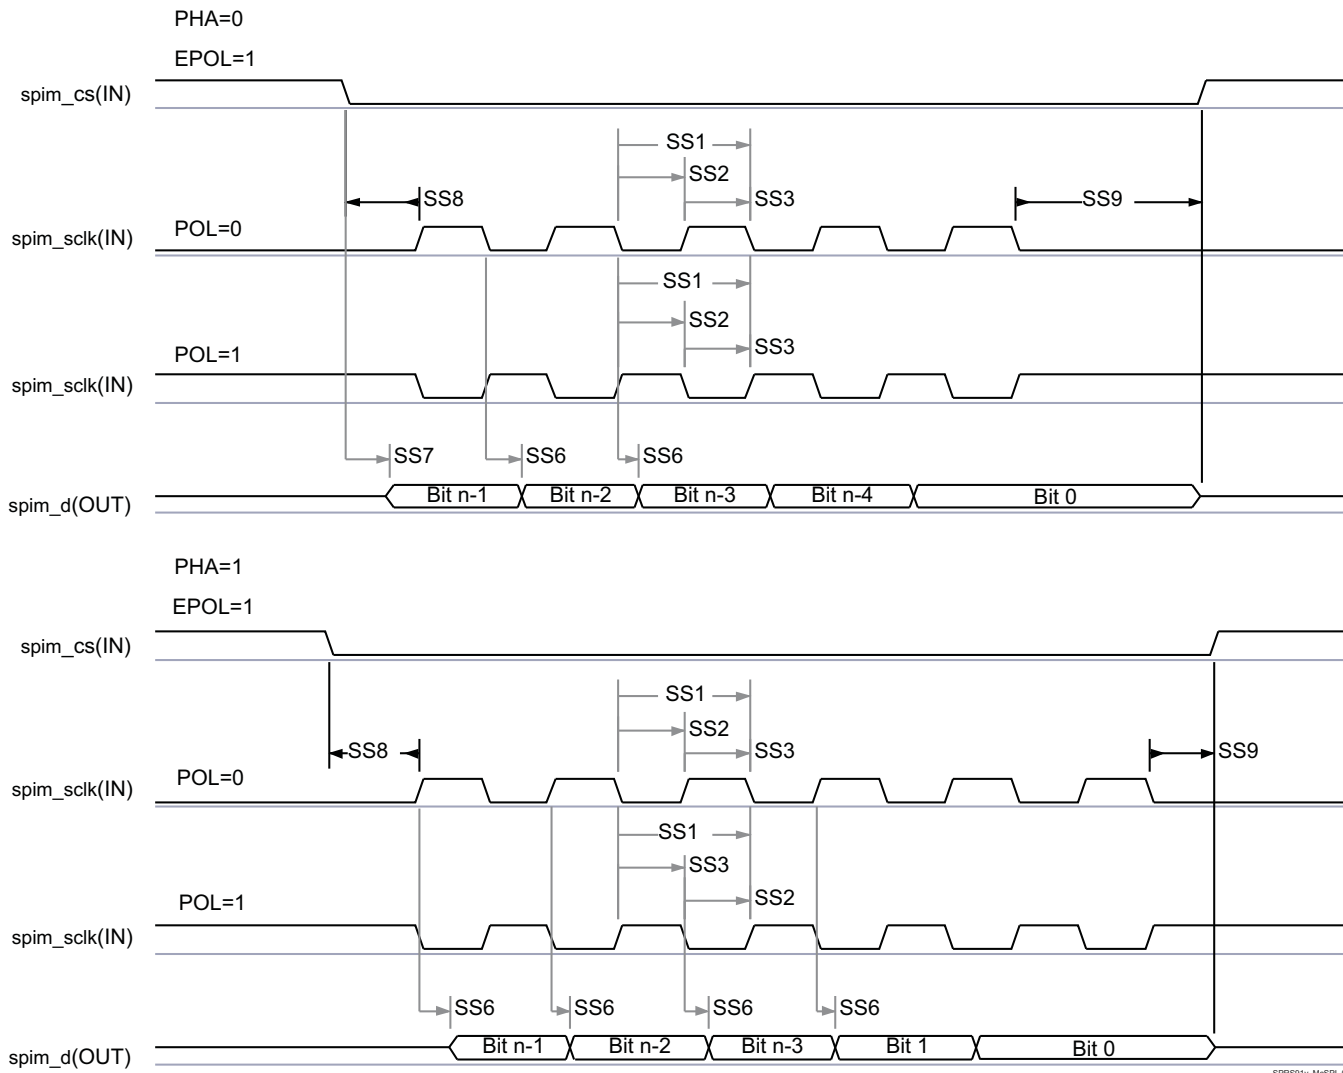 PHA=0
EPOL=1
spim_cs(IN)
SS1
SS2
SS8
SS3
SS9
POL=0
spim_sclk(IN)
SS1
SS2
SS3
POL=1
spim_sclk(IN)
SS7
SS6
SS6
Bit n-1
Bit n-2
Bit n-3
Bit n-4
Bit 0
spim_d(OUT)
PHA=1
EPOL=1
spim_cs(IN)
SS1
SS2
SS8
SS3
SS9
POL=0
spim_sclk(IN)
SS1
SS3
SS2
POL=1
spim_sclk(IN)
SS6
SS6
SS6
SS6
Bit n-1
Bit n-2
Bit n-3
Bit 1
Bit 0
spim_d(OUT)